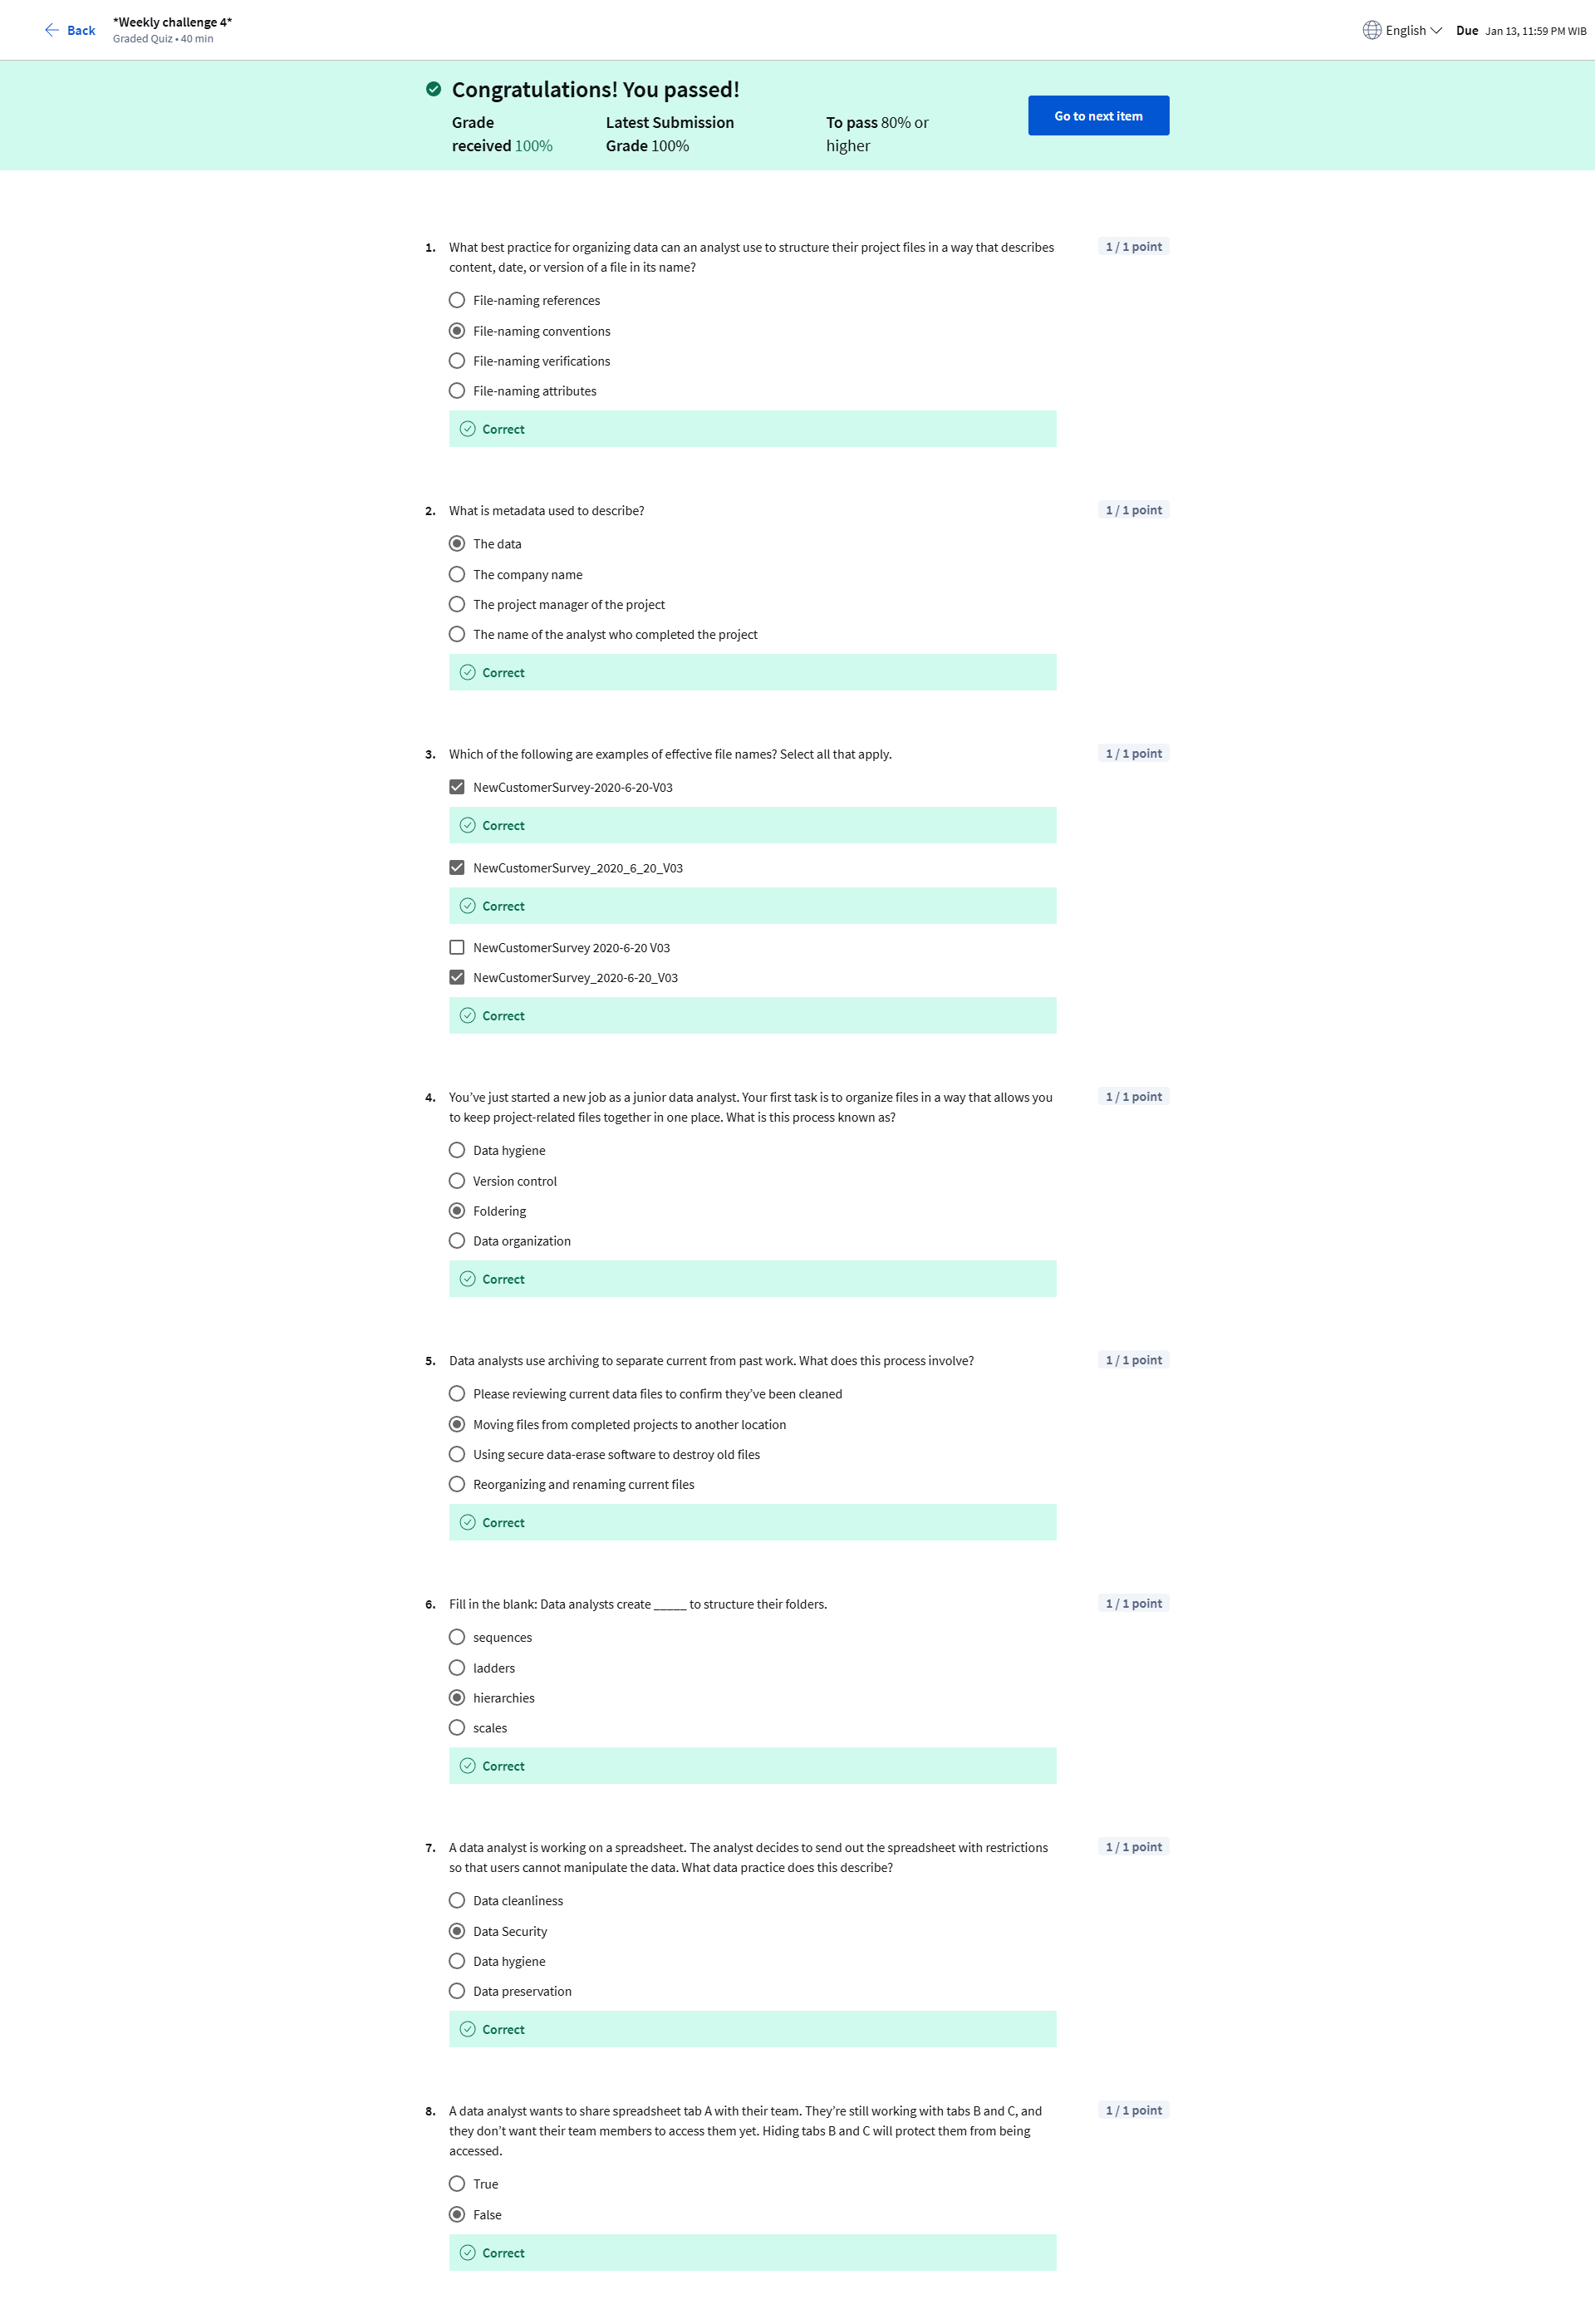 Back
*Weekly challenge 4*
Graded Quiz • 40 min
English
Due Jan 13, 11:59 PM WIB
Congratulations! You passed!
Grade received 100%
Latest Submission Grade 100%
To pass 80% or higher
Go to next item
1. What best practice for organizing data can an analyst use to structure their project files in a way that describes
content, date, or version of a file in its name?
1 / 1 point
File-naming references
File-naming conventions
File-naming verifications
File-naming attributes
Correct
2. What is metadata used to describe?
1 / 1 point
The data
The company name
The project manager of the project
The name of the analyst who completed the project
Correct
3. Which of the following are examples of effective file names? Select all that apply.
1 / 1 point
NewCustomerSurvey-2020-6-20-V03
Correct
NewCustomerSurvey_2020_6_20_V03
Correct
NewCustomerSurvey 2020-6-20 V03
NewCustomerSurvey_2020-6-20_V03
Correct
4. You’ve just started a new job as a junior data analyst. Your first task is to organize files in a way that allows you
to keep project-related files together in one place. What is this process known as?
1 / 1 point
Data hygiene
Version control
Foldering
Data organization
Correct
5. Data analysts use archiving to separate current from past work. What does this process involve?
1 / 1 point
Please reviewing current data files to confirm they’ve been cleaned
Moving files from completed projects to another location
Using secure data-erase software to destroy old files
Reorganizing and renaming current files
Correct
6. Fill in the blank: Data analysts create _____ to structure their folders.
1 / 1 point
sequences
ladders
hierarchies
scales
Correct
7. A data analyst is working on a spreadsheet. The analyst decides to send out the spreadsheet with restrictions
so that users cannot manipulate the data. What data practice does this describe?
1 / 1 point
Data cleanliness
Data Security
Data hygiene
Data preservation
Correct
8. A data analyst wants to share spreadsheet tab A with their team. They’re still working with tabs B and C, and
they don’t want their team members to access them yet. Hiding tabs B and C will protect them from being
accessed.
1 / 1 point
True
False
Correct